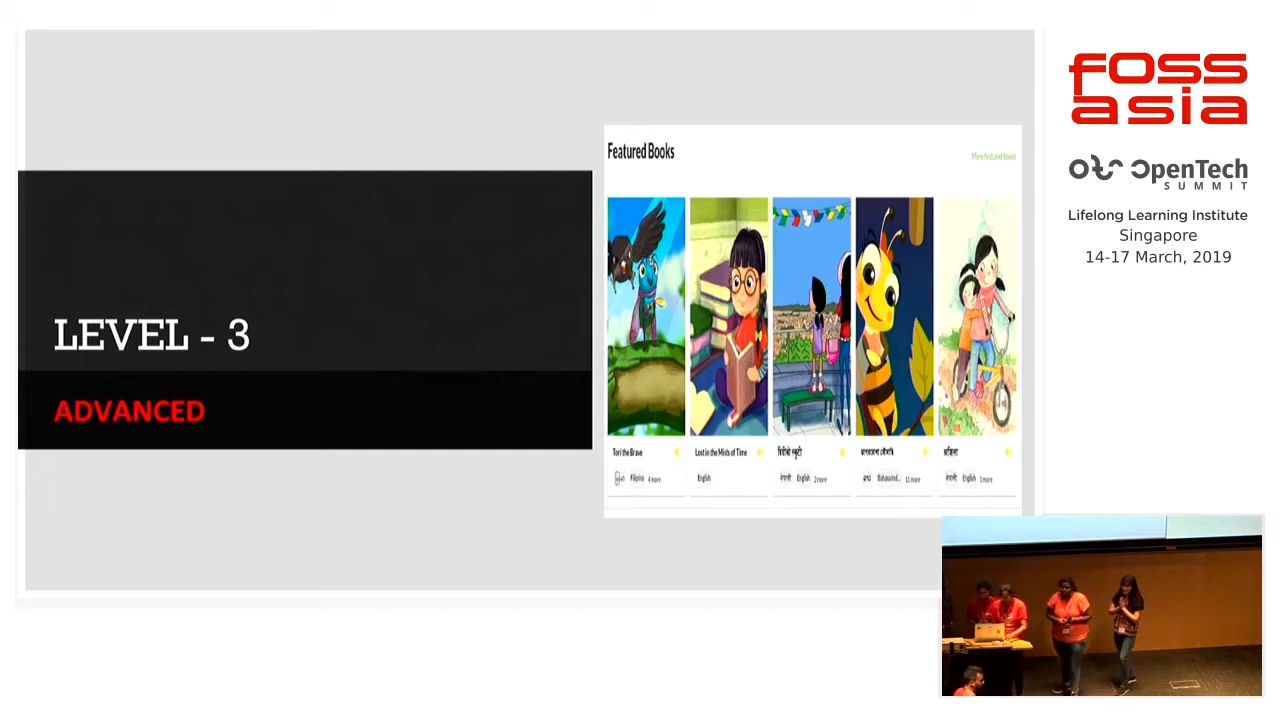 LEVEL - 3
ADVANCED
Featured Books
More featured books
Tori the Brave
Filipino 4 more
Lost in the Mists of Time
English
English 2 more
11 more
English 1 more
foss
asia
OpenTech
SUMMIT
Lifelong Learning Institute
Singapore
14-17 March, 2019